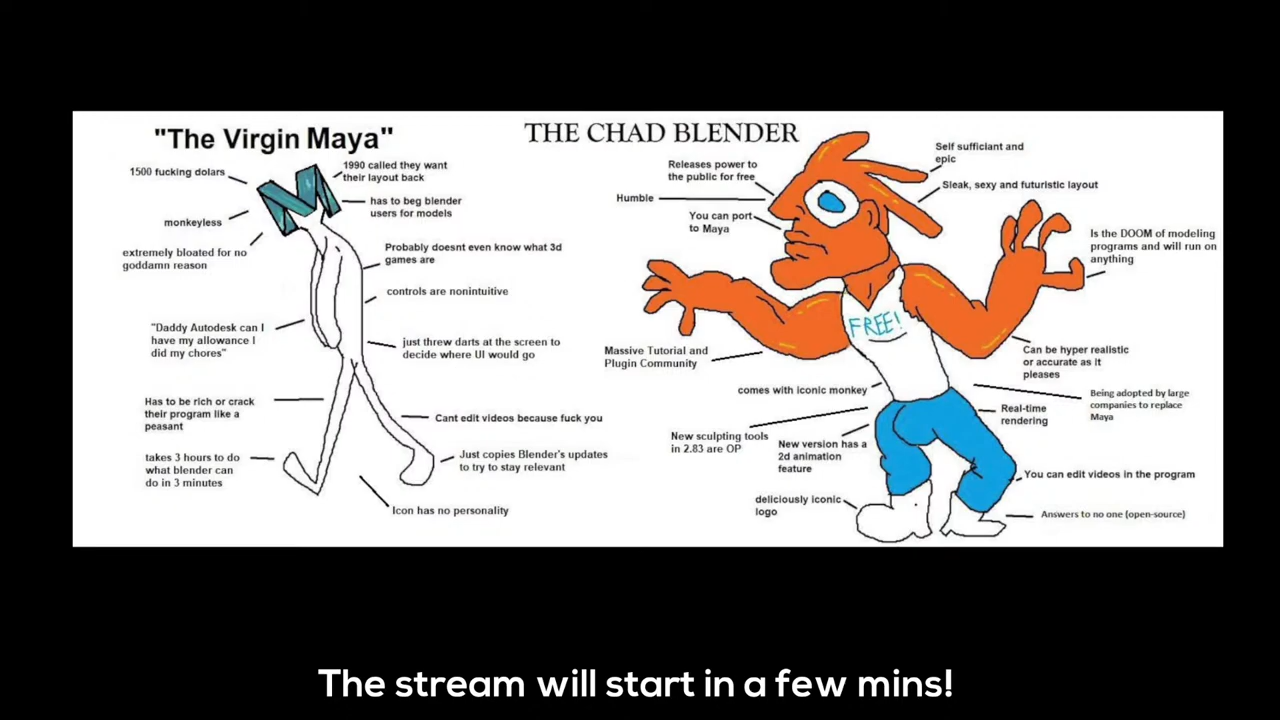 "The Virgin Maya"
1500 fucking dolars
1990 called they want
their layout back
monkeyless
has to beg blender
users for models
extremely bloated for no
goddamn reason
Probably doesnt even know what 3d
games are
controls are nonintuitive
"Daddy Autodesk can I
have my allowance I
did my chores"
just threw darts at the screen to
decide where UI would go
Has to be rich or crack
their program like a
peasant
Cant edit videos because fuck you
takes 3 hours to do
what blender can
do in 3 minutes
Just copies Blender's updates
to try to stay relevant
Icon has no personality
THE CHAD BLENDER
Releases power to
the public for free
Self sufficiant and
epic
Humble
Sleak, sexy and futuristic layout
You can port
to Maya
Is the DOOM of modeling
programs and will run on
anything
FREE!
Massive Tutorial and
Plugin Community
Can be hyper realistic
or accurate as it
pleases
comes with iconic monkey
Being adopted by large
companies to replace
Maya
Real-time
rendering
New sculpting tools
in 2.83 are OP
New version has a
2d animation
feature
You can edit videos in the program
deliciously iconic
logo
Answers to no one (open-source)
The stream will start in a few mins!